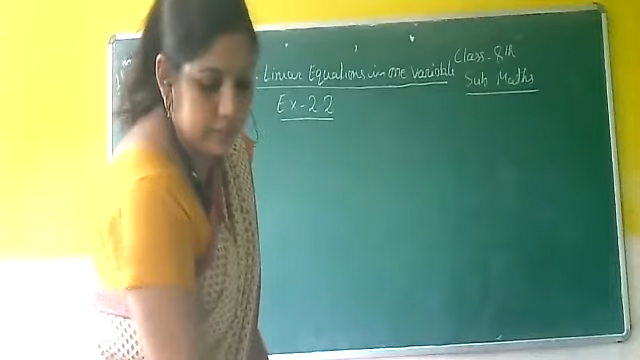 Linear Equations in one variable
Class - 8th
Sub Maths
Ex - 2 2